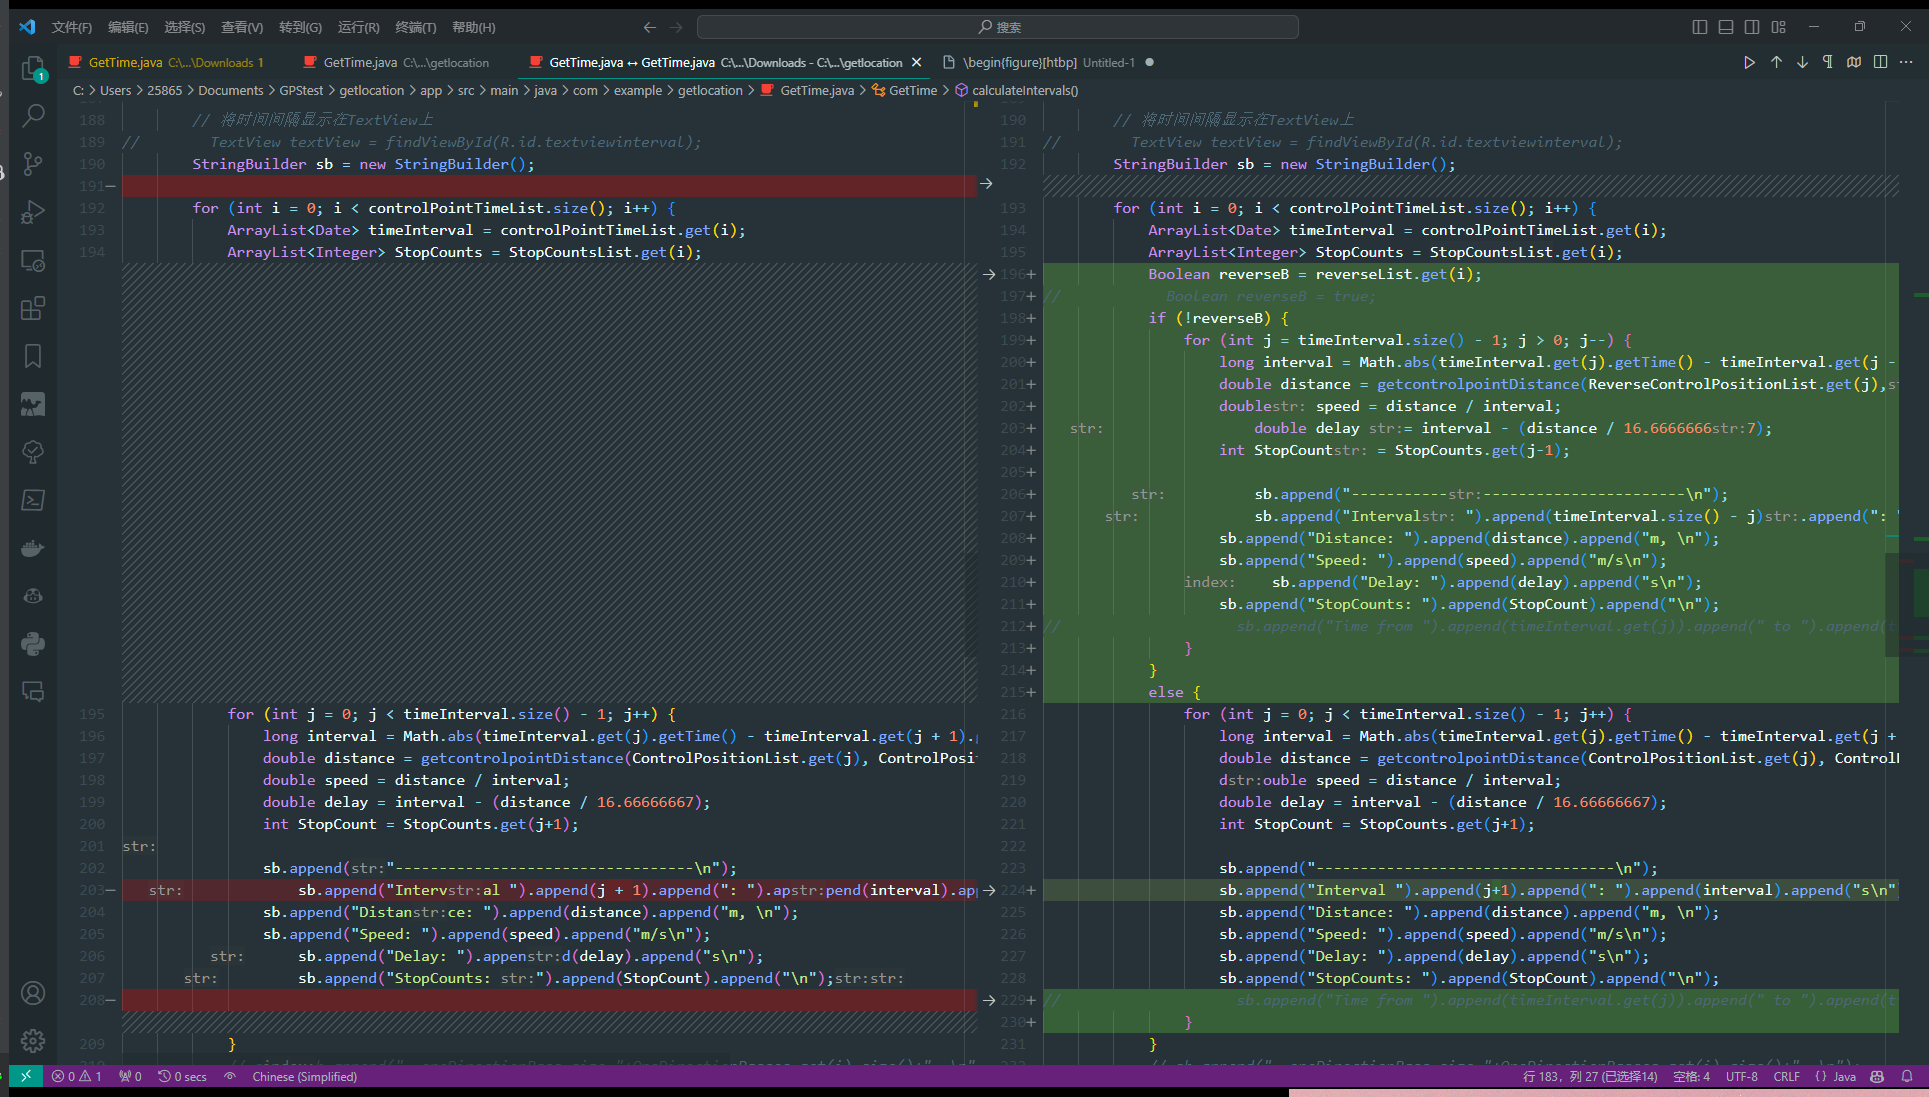 文件(F) 编辑(E) 选择(S) 查看(V) 转到(G) 运行(R) 终端(T) 帮助(H) 搜索
GetTime.java C:\...\Downloads 1 GetTime.java C:\...\getlocation GetTime.java ↔ GetTime.java C:\...\Downloads - C:\...\getlocation \begin{figure}[htbp] Untitled-1
C: > Users > 25865 > Documents > GPStest > getlocation > app > src > main > java > com > example > getlocation > GetTime.java > GetTime > calculateIntervals()
188 // 将时间间隔显示在TextView上
189 // TextView textView = findViewById(R.id.textviewinterval);
190 StringBuilder sb = new StringBuilder();
191—
192 for (int i = 0; i < controlPointTimeList.size(); i++) {
193 ArrayList<Date> timeInterval = controlPointTimeList.get(i);
194 ArrayList<Integer> StopCounts = StopCountsList.get(i);
195 for (int j = 0; j < timeInterval.size() - 1; j++) {
196 long interval = Math.abs(timeInterval.get(j).getTime() - timeInterval.get(j + 1).
197 double distance = getcontrolpointDistance(ControlPositionList.get(j), ControlPosi
198 double speed = distance / interval;
199 double delay = interval - (distance / 16.66666667);
200 int StopCount = StopCounts.get(j+1);
201 str:
202 sb.append(str:"----------------------------------\n");
203— str: sb.append("Intervstr:al ").append(j + 1).append(": ").apstr:pend(interval).ap
204 sb.append("Distanstr:ce: ").append(distance).append("m, \n");
205 sb.append("Speed: ").append(speed).append("m/s\n");
206 str: sb.append("Delay: ").appenstr:d(delay).append("s\n");
207 str: sb.append("StopCounts: str:").append(StopCount).append("\n");str:str:
208—
209 }
190 // 将时间间隔显示在TextView上
191 // TextView textView = findViewById(R.id.textviewinterval);
192 StringBuilder sb = new StringBuilder();
193 for (int i = 0; i < controlPointTimeList.size(); i++) {
194 ArrayList<Date> timeInterval = controlPointTimeList.get(i);
195 ArrayList<Integer> StopCounts = StopCountsList.get(i);
196+ Boolean reverseB = reverseList.get(i);
197+ // Boolean reverseB = true;
198+ if (!reverseB) {
199+ for (int j = timeInterval.size() - 1; j > 0; j--) {
200+ long interval = Math.abs(timeInterval.get(j).getTime() - timeInterval.get(j -
201+ double distance = getcontrolpointDistance(ReverseControlPositionList.get(j),s
202+ doublestr: speed = distance / interval;
203+ str: double delay str:= interval - (distance / 16.6666666str:7);
204+ int StopCountstr: = StopCounts.get(j-1);
205+
206+ str: sb.append("-----------str:-----------------------\n");
207+ str: sb.append("Intervalstr: ").append(timeInterval.size() - j)str:.append(": "
208+ sb.append("Distance: ").append(distance).append("m, \n");
209+ sb.append("Speed: ").append(speed).append("m/s\n");
210+ index: sb.append("Delay: ").append(delay).append("s\n");
211+ sb.append("StopCounts: ").append(StopCount).append("\n");
212+ // sb.append("Time from ").append(timeInterval.get(j)).append(" to ").append(t
213+ }
214+ }
215+ else {
216 for (int j = 0; j < timeInterval.size() - 1; j++) {
217 long interval = Math.abs(timeInterval.get(j).getTime() - timeInterval.get(j +
218 double distance = getcontrolpointDistance(ControlPositionList.get(j), Control
219 dstr:ouble speed = distance / interval;
220 double delay = interval - (distance / 16.66666667);
221 int StopCount = StopCounts.get(j+1);
222
223 sb.append("----------------------------------\n");
224+ sb.append("Interval ").append(j+1).append(": ").append(interval).append("s\n"
225 sb.append("Distance: ").append(distance).append("m, \n");
226 sb.append("Speed: ").append(speed).append("m/s\n");
227 sb.append("Delay: ").append(delay).append("s\n");
228 sb.append("StopCounts: ").append(StopCount).append("\n");
229+ // sb.append("Time from ").append(timeInterval.get(j)).append(" to ").append(t
230+ }
231 }
0 1 0 0 secs Chinese (Simplified) 行 183，列 27 (已选择14) 空格: 4 UTF-8 CRLF {} Java